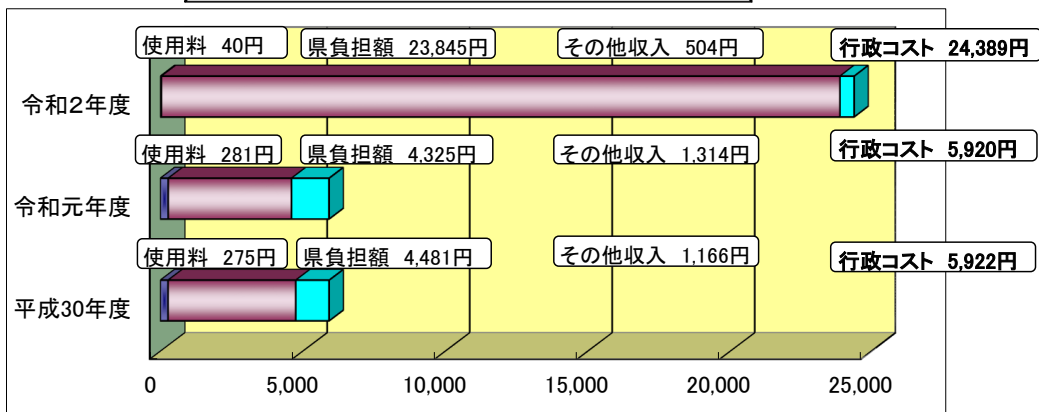 使用料 40円 県負担額 23,845円 その他収入 504円 行政コスト 24,389円
令和2年度
使用料 281円 県負担額 4,325円 その他収入 1,314円 行政コスト 5,920円
令和元年度
使用料 275円 県負担額 4,481円 その他収入 1,166円 行政コスト 5,922円
平成30年度
0 5,000 10,000 15,000 20,000 25,000